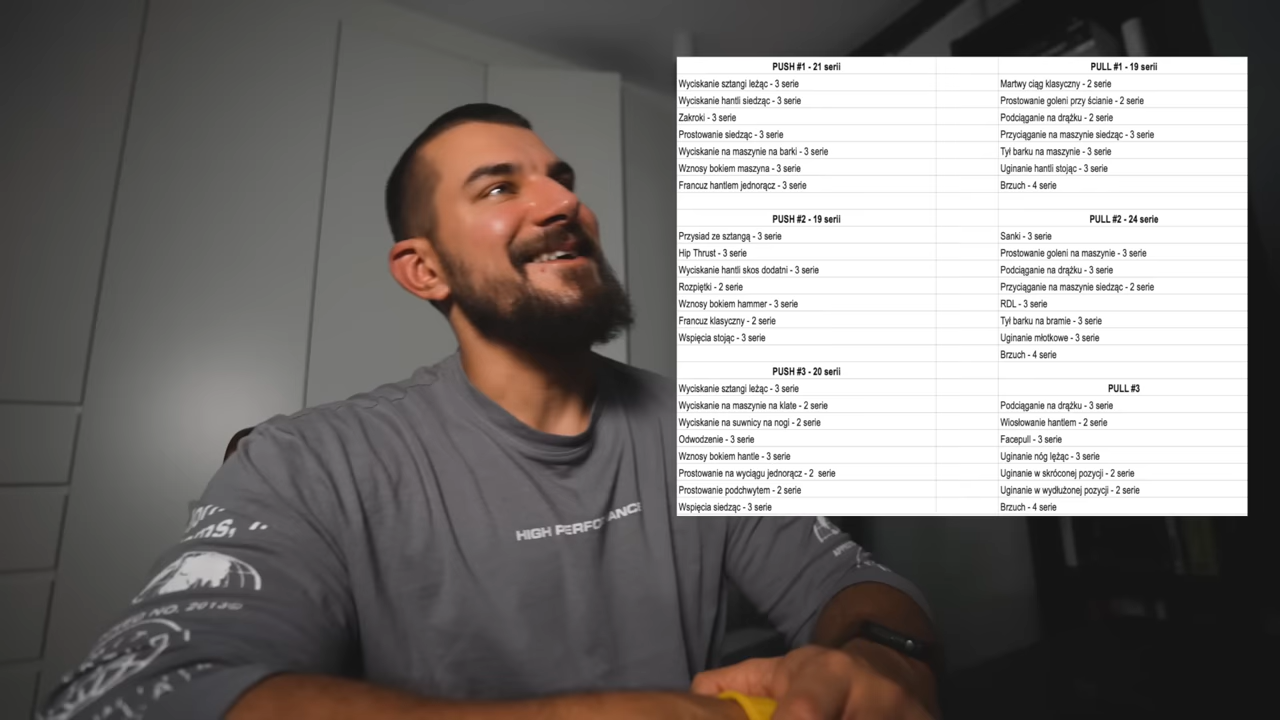 PUSH #1 - 21 serii
Wyciskanie sztangi leżąc - 3 serie
Wyciskanie hantli siedząc - 3 serie
Zakroki - 3 serie
Prostowanie siedząc - 3 serie
Wyciskanie na maszynie na barki - 3 serie
Wznosy bokiem maszyna - 3 serie
Francuz hantlem jednorącz - 3 serie
PUSH #2 - 19 serii
Przysiad ze sztangą - 3 serie
Hip Thrust - 3 serie
Wyciskanie hantli skos dodatni - 3 serie
Rozpiętki - 2 serie
Wznosy bokiem hammer - 3 serie
Francuz klasyczny - 2 serie
Wspięcia stojąc - 3 serie
PUSH #3 - 20 serii
Wyciskanie sztangi leżąc - 3 serie
Wyciskanie na maszynie na klate - 2 serie
Wyciskanie na suwnicy na nogi - 2 serie
Odwodzenie - 3 serie
Wznosy bokiem hantle - 3 serie
Prostowanie na wyciągu jednorącz - 2 serie
Prostowanie podchwytem - 2 serie
Wspięcia siedząc - 3 serie
PULL #1 - 19 serii
Martwy ciąg klasyczny - 2 serie
Prostowanie goleni przy ścianie - 2 serie
Podciąganie na drążku - 2 serie
Przyciąganie na maszynie siedząc - 3 serie
Tył barku na maszynie - 3 serie
Uginanie hantli stojąc - 3 serie
Brzuch - 4 serie
PULL #2 - 24 serie
Sanki - 3 serie
Prostowanie goleni na maszynie - 3 serie
Podciąganie na drążku - 3 serie
Przyciąganie na maszynie siedząc - 2 serie
RDL - 3 serie
Tył barku na bramie - 3 serie
Uginanie młotkowe - 3 serie
Brzuch - 4 serie
PULL #3
Podciąganie na drążku - 3 serie
Wiosłowanie hantlem - 2 serie
Facepull - 3 serie
Uginanie nóg lężąc - 3 serie
Uginanie w skróconej pozycji - 2 serie
Uginanie w wydłużonej pozycji - 2 serie
Brzuch - 4 serie
HIGH PERFORMANCE
NO. 2013©